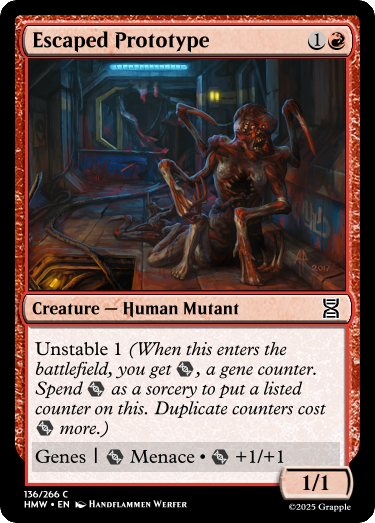 Escaped Prototype 1
Creature — Human Mutant
Unstable 1 (When this enters the
battlefield, you get , a gene counter.
Spend as a sorcery to put a listed
counter on this. Duplicate counters cost
more.)
Genes | Menace • +1/+1
1/1
136/266 C
HMW • EN Handflammen Werfer
©2025 Grapple
2017